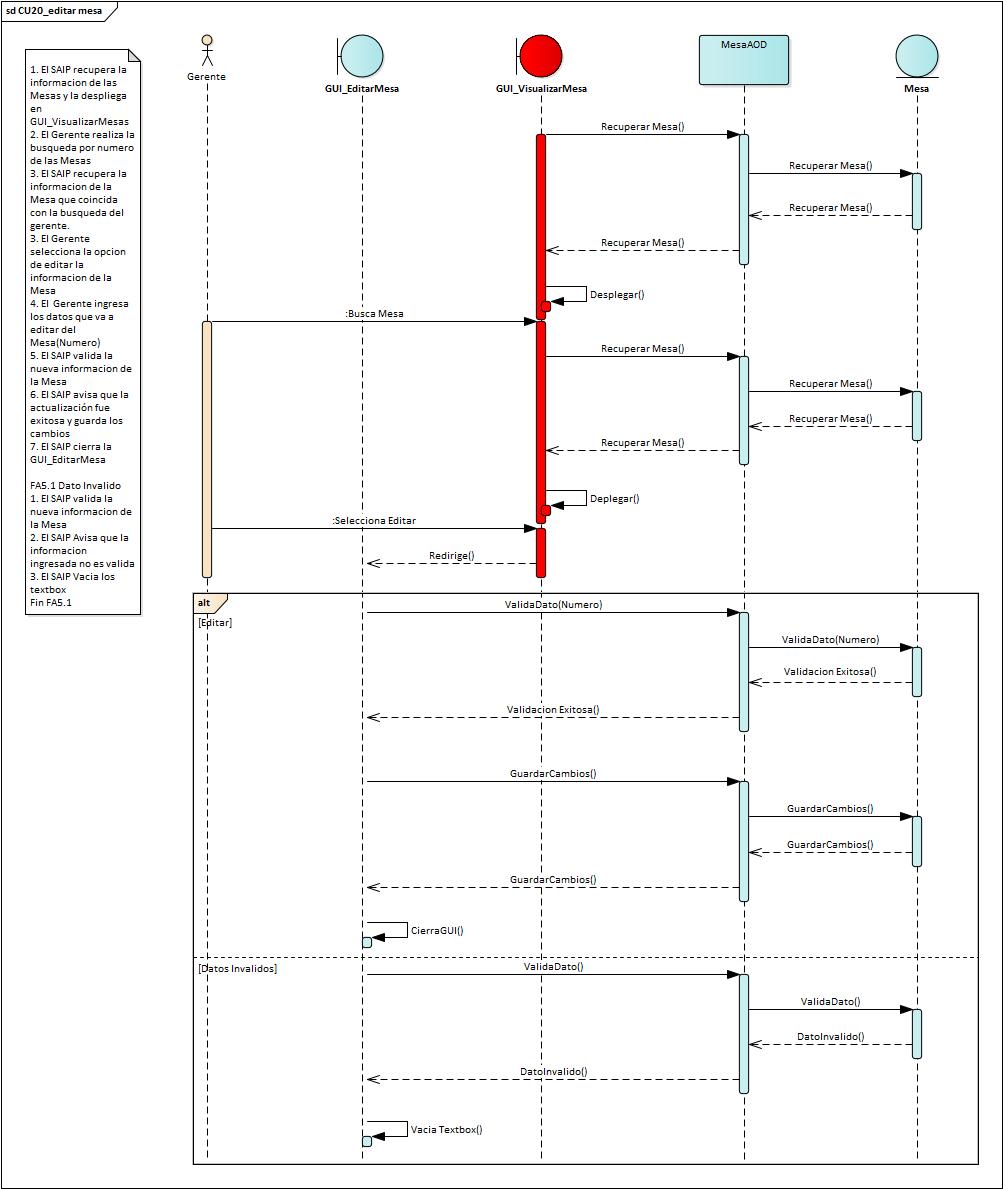 sd CU20_editar mesa
1. El SAIP recupera la
informacion de las
Mesas y la despliega
en
GUI_VisualizarMesas
2. El Gerente realiza la
busqueda por numero
de las Mesas
3. El SAIP recupera la
informacion de la
Mesa que coincida
con la busqueda del
gerente.
3. El Gerente
selecciona la opcion
de editar la
informacion de la
Mesa
4. El  Gerente ingresa
los datos que va a
editar del
Mesa(Numero)
5. El SAIP valida la
nueva informacion de
la Mesa
6. El SAIP avisa que la
actualización fue
exitosa y guarda los
cambios
7. El SAIP cierra la
GUI_EditarMesa
FA5.1 Dato Invalido
1. El SAIP valida la
nueva informacion de
la Mesa
2. El SAIP Avisa que la
informacion
ingresada no es valida
3. El SAIP Vacia los
textbox
Fin FA5.1
Gerente
GUI_EditarMesa
GUI_VisualizarMesa
MesaAOD
Mesa
Recuperar Mesa()
Recuperar Mesa()
Recuperar Mesa()
Recuperar Mesa()
Desplegar()
:Busca Mesa
Recuperar Mesa()
Recuperar Mesa()
Recuperar Mesa()
Recuperar Mesa()
Deplegar()
:Selecciona Editar
Redirige()
alt
[Editar]
ValidaDato(Numero)
ValidaDato(Numero)
Validacion Exitosa()
Validacion Exitosa()
GuardarCambios()
GuardarCambios()
GuardarCambios()
GuardarCambios()
CierraGUI()
[Datos Invalidos]
ValidaDato()
ValidaDato()
DatoInvalido()
DatoInvalido()
Vacia Textbox()